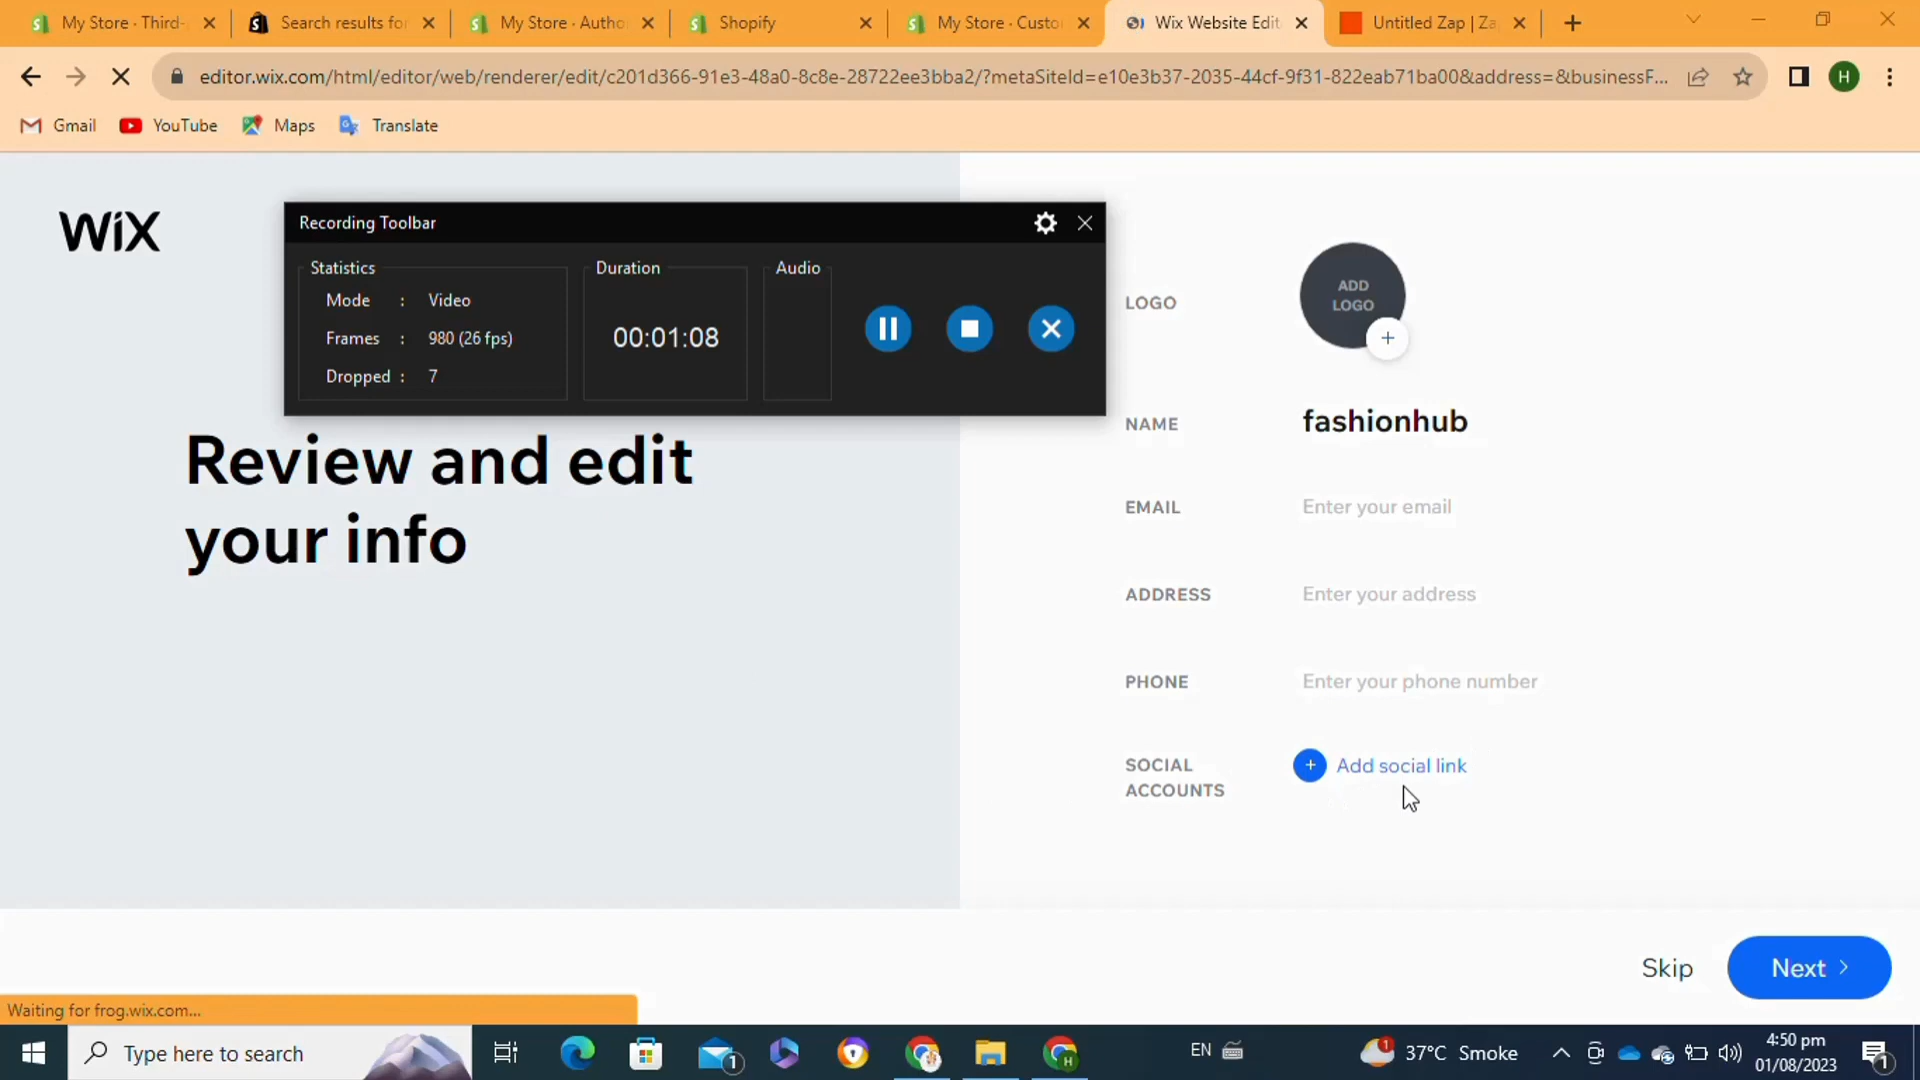 My Store · Third-
Search results for
My Store · Autho
Shopify
My Store · Custo
Wix Website Edit
Untitled Zap | Za
editor.wix.com/html/editor/web/renderer/edit/c201d366-91e3-48a0-8c8e-28722ee3bba2/?metaSiteId=e10e3b37-2035-44cf-9f31-822eab71ba00&address=&businessF...
H
Gmail
YouTube
Maps
Translate
WiX
Recording Toolbar
Statistics
Mode : Video
Frames : 980 (26 fps)
Dropped : 7
Duration
00:01:08
Audio
Review and edit
your info
LOGO
ADD
LOGO
NAME
fashionhub
EMAIL
Enter your email
ADDRESS
Enter your address
PHONE
Enter your phone number
SOCIAL
ACCOUNTS
Add social link
Skip
Next
Waiting for frog.wix.com...
Type here to search
1
H
EN
1
37°C Smoke
4:50 pm
01/08/2023
1